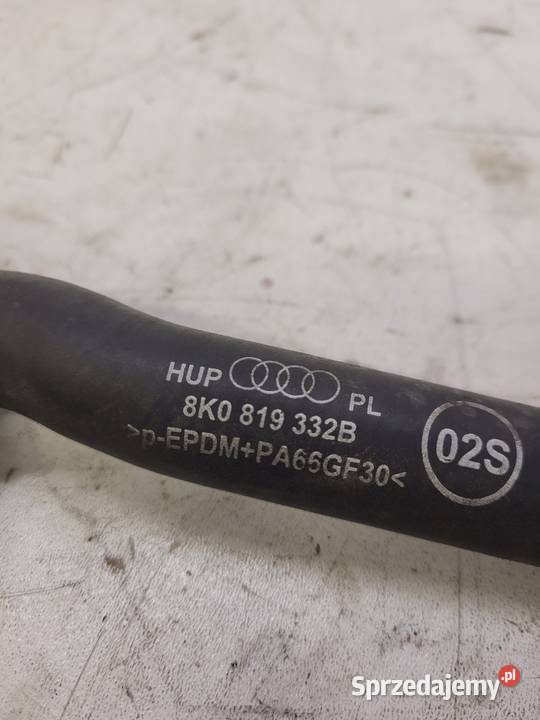 HUP PL
8K0 819 332B
>p-EPDM+PA66GF30<
02S
Sprzedajemy.pl